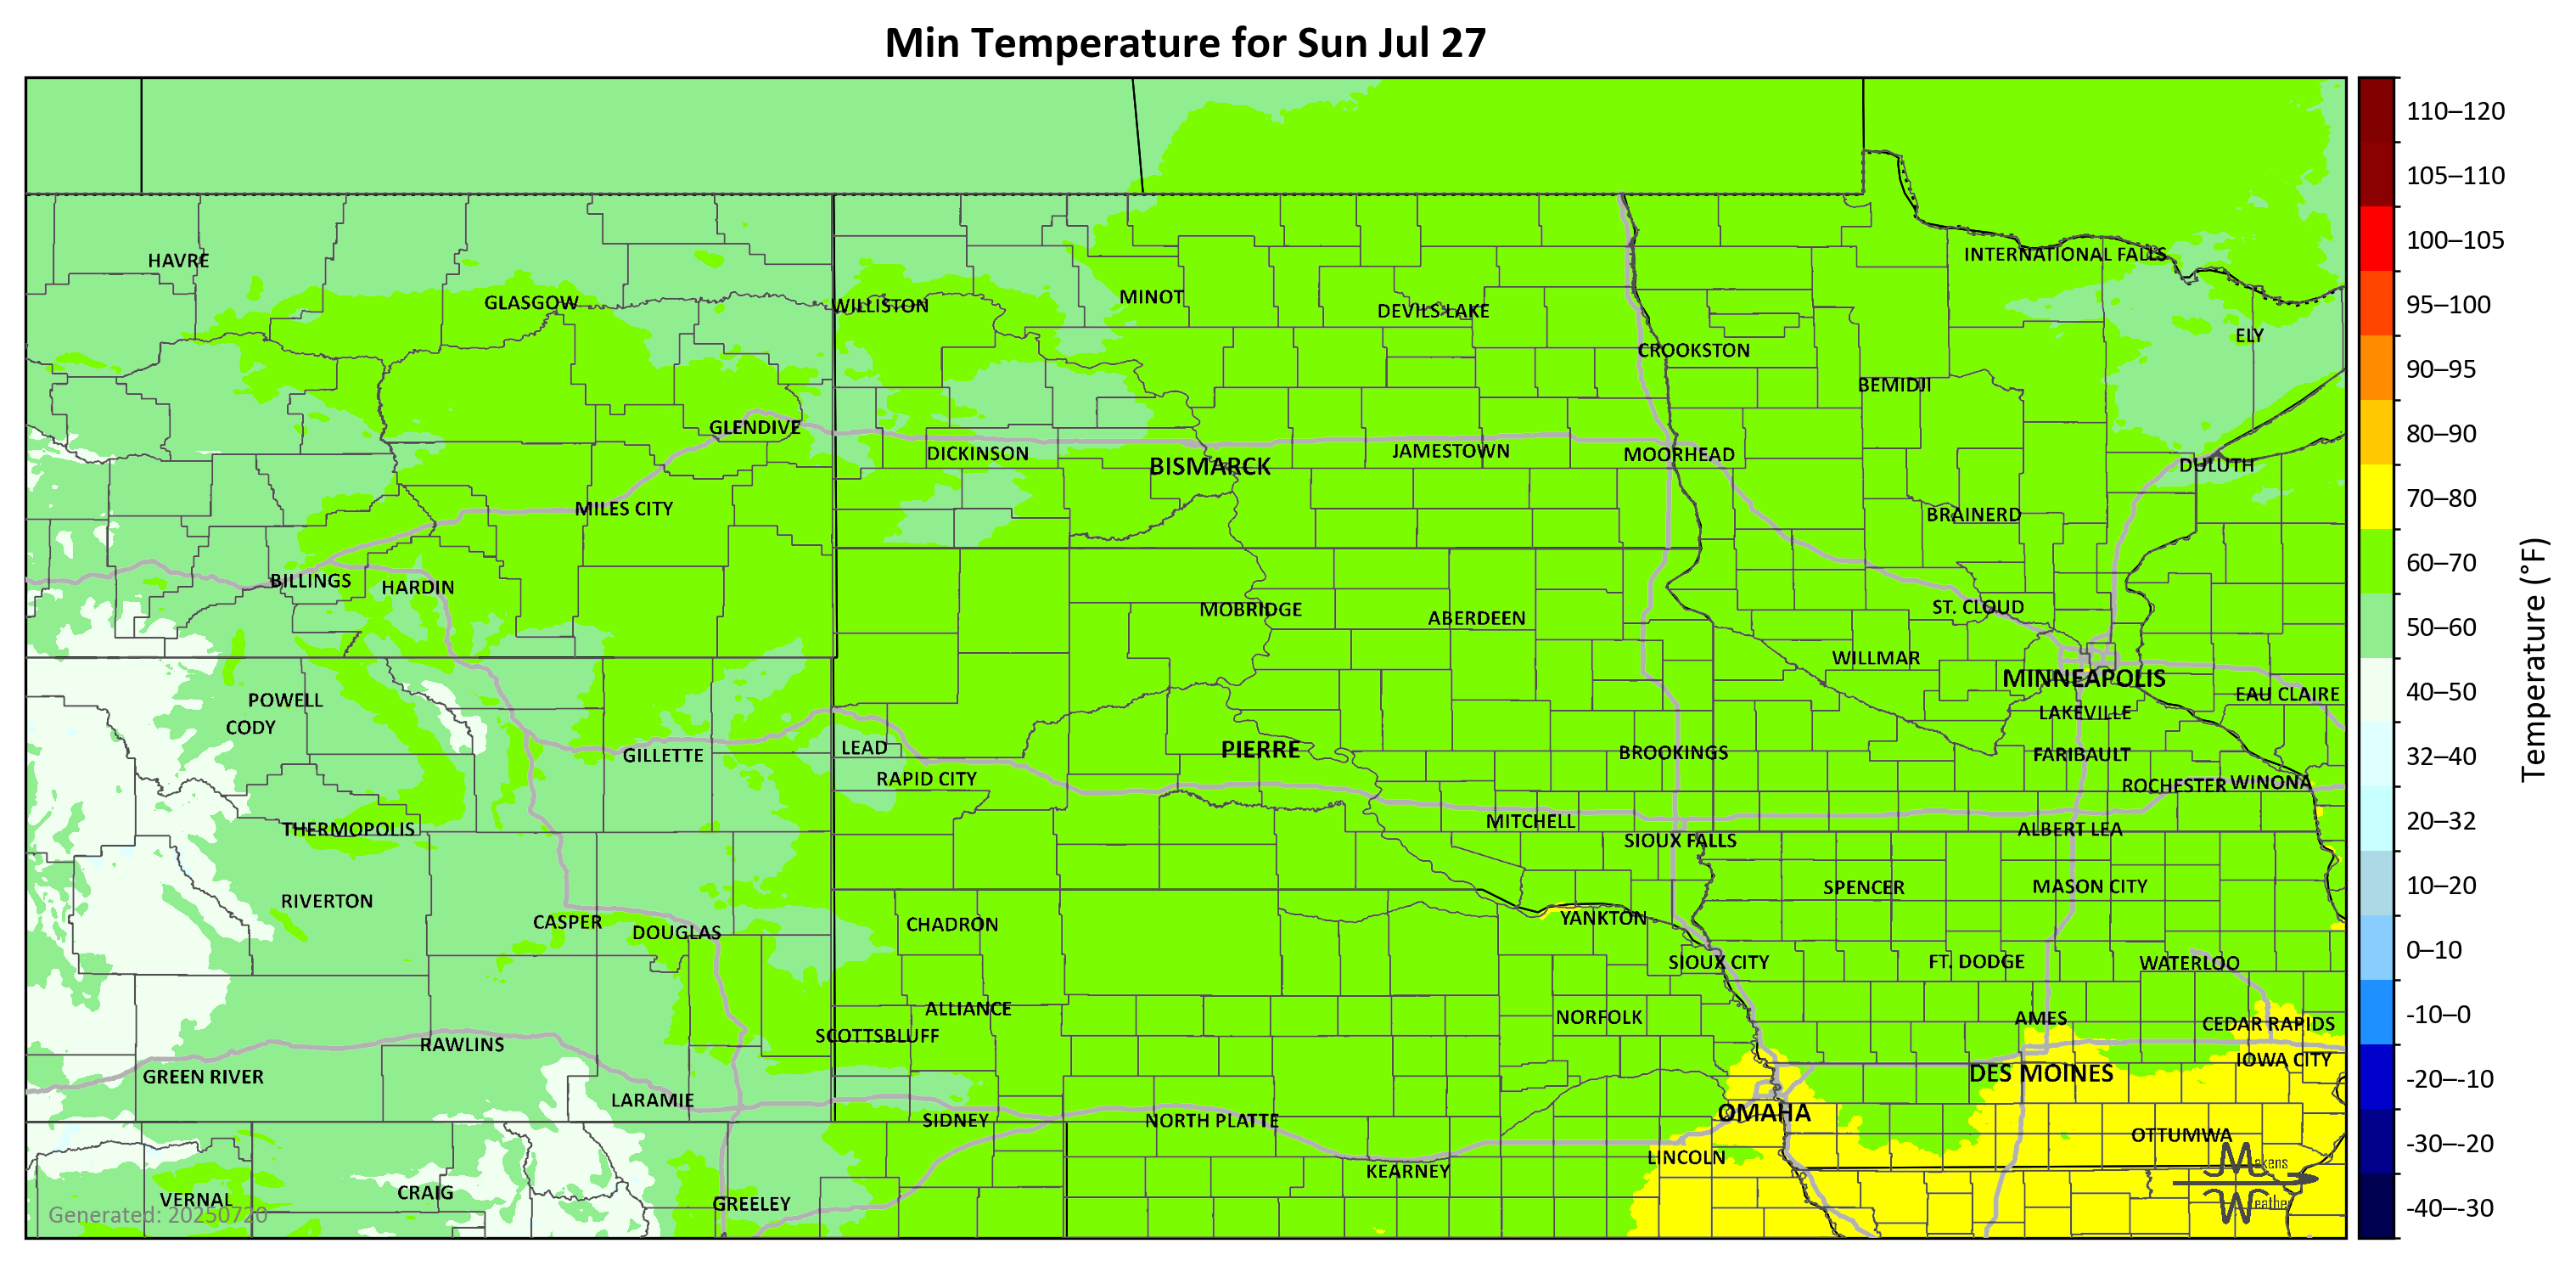 Min Temperature for Sun Jul 27
110−120
105−110
100−105
95−100
90−95
80−90
70−80
60−70
50−60
40−50
32−40
20−32
10−20
0−10
-10−0
-20−-10
-30−-20
-40−-30
Temperature (°F)
HAVRE
INTERNATIONAL FALLS
GLASGOW
WILLISTON
MINOT
DEVILS LAKE
ELY
CROOKSTON
BEMIDJI
GLENDIVE
DICKINSON
BISMARCK
JAMESTOWN
MOORHEAD
DULUTH
MILES CITY
BRAINERD
BILLINGS
HARDIN
MOBRIDGE
ABERDEEN
ST. CLOUD
WILLMAR
MINNEAPOLIS
POWELL
EAU CLAIRE
CODY
LAKEVILLE
GILLETTE
LEAD
PIERRE
BROOKINGS
FARIBAULT
RAPID CITY
ROCHESTER
WINONA
THERMOPOLIS
MITCHELL
ALBERT LEA
SIOUX FALLS
RIVERTON
SPENCER
MASON CITY
CASPER
DOUGLAS
CHADRON
YANKTON
SIOUX CITY
FT. DODGE
WATERLOO
ALLIANCE
NORFOLK
AMES
CEDAR RAPIDS
RAWLINS
SCOTTSBLUFF
IOWA CITY
GREEN RIVER
DES MOINES
LARAMIE
SIDNEY
NORTH PLATTE
OMAHA
OTTUMWA
LINCOLN
KEARNEY
VERNAL
CRAIG
GREELEY
Makens
Weather
Generated: 20250720